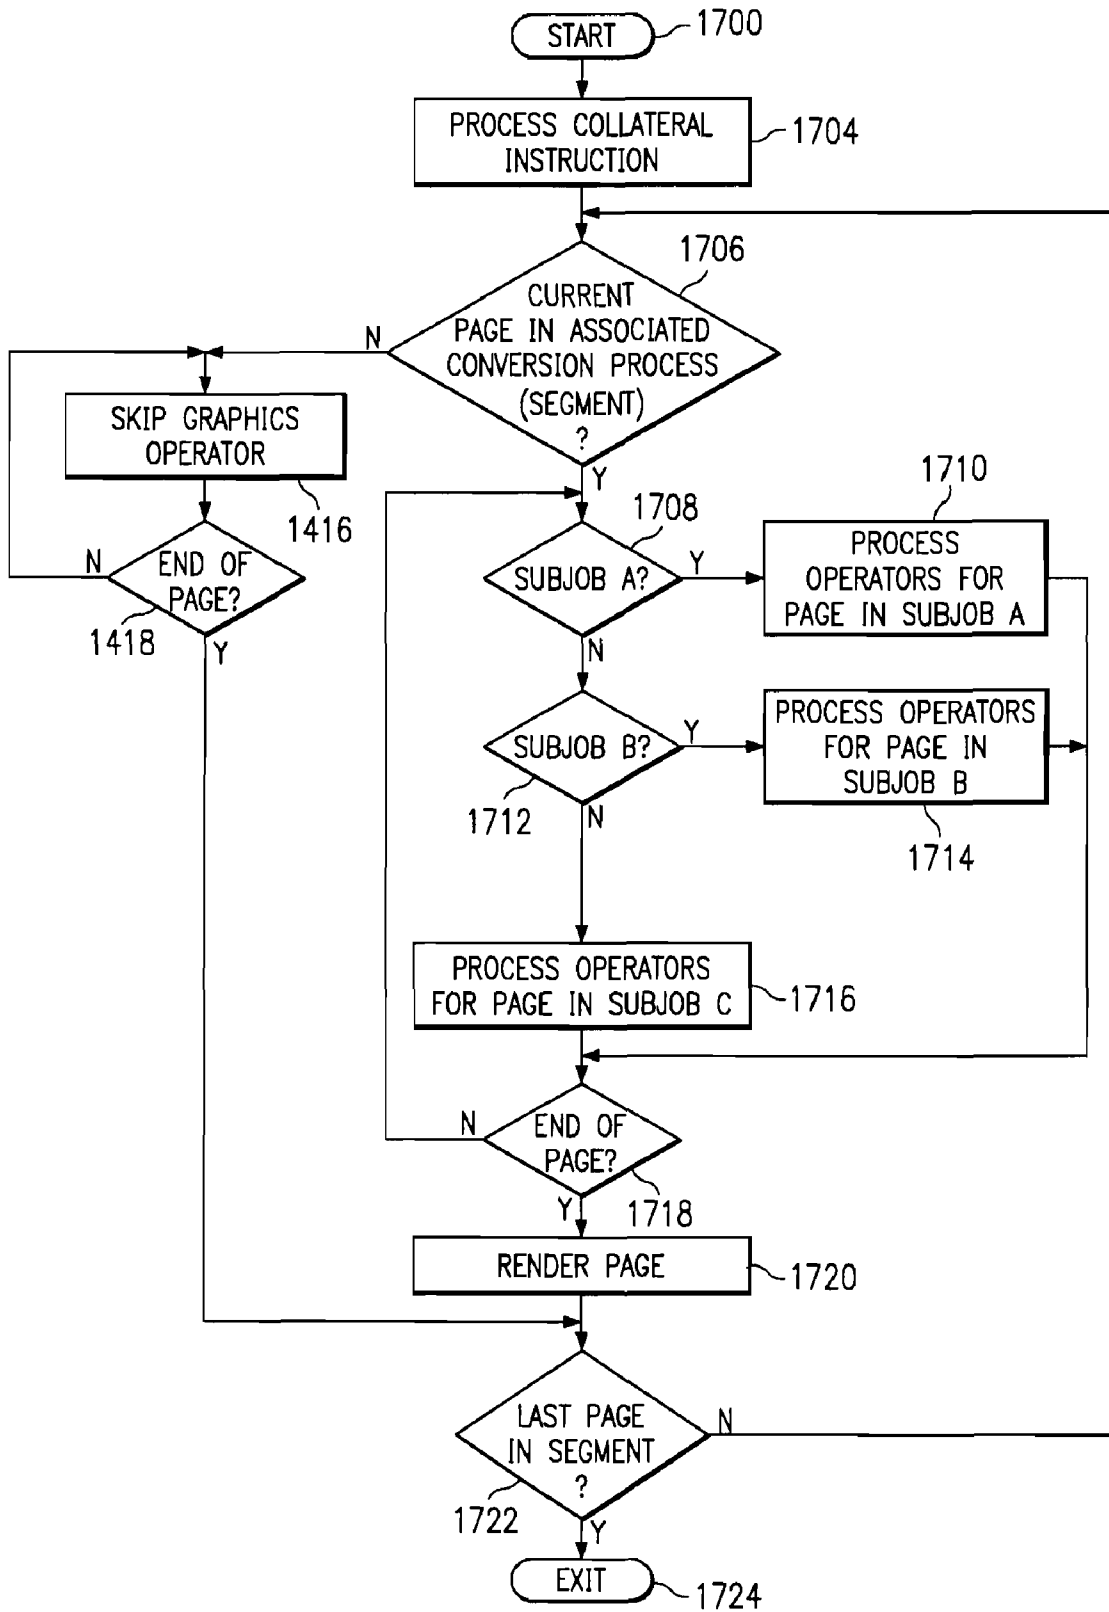 START
1700
PROCESS COLLATERAL
INSTRUCTION
1704
1706
CURRENT
PAGE IN ASSOCIATED
CONVERSION PROCESS
(SEGMENT)
?
N
Y
SKIP GRAPHICS
OPERATOR
1416
N
END OF
PAGE?
1418
Y
1708
SUBJOB A?
Y
N
1710
PROCESS
OPERATORS FOR
PAGE IN SUBJOB A
SUBJOB B?
Y
1712
N
PROCESS OPERATORS
FOR PAGE IN
SUBJOB B
1714
PROCESS OPERATORS
FOR PAGE IN SUBJOB C
1716
N
END OF
PAGE?
1718
Y
RENDER PAGE
1720
LAST PAGE
IN SEGMENT
?
N
1722
Y
EXIT
1724